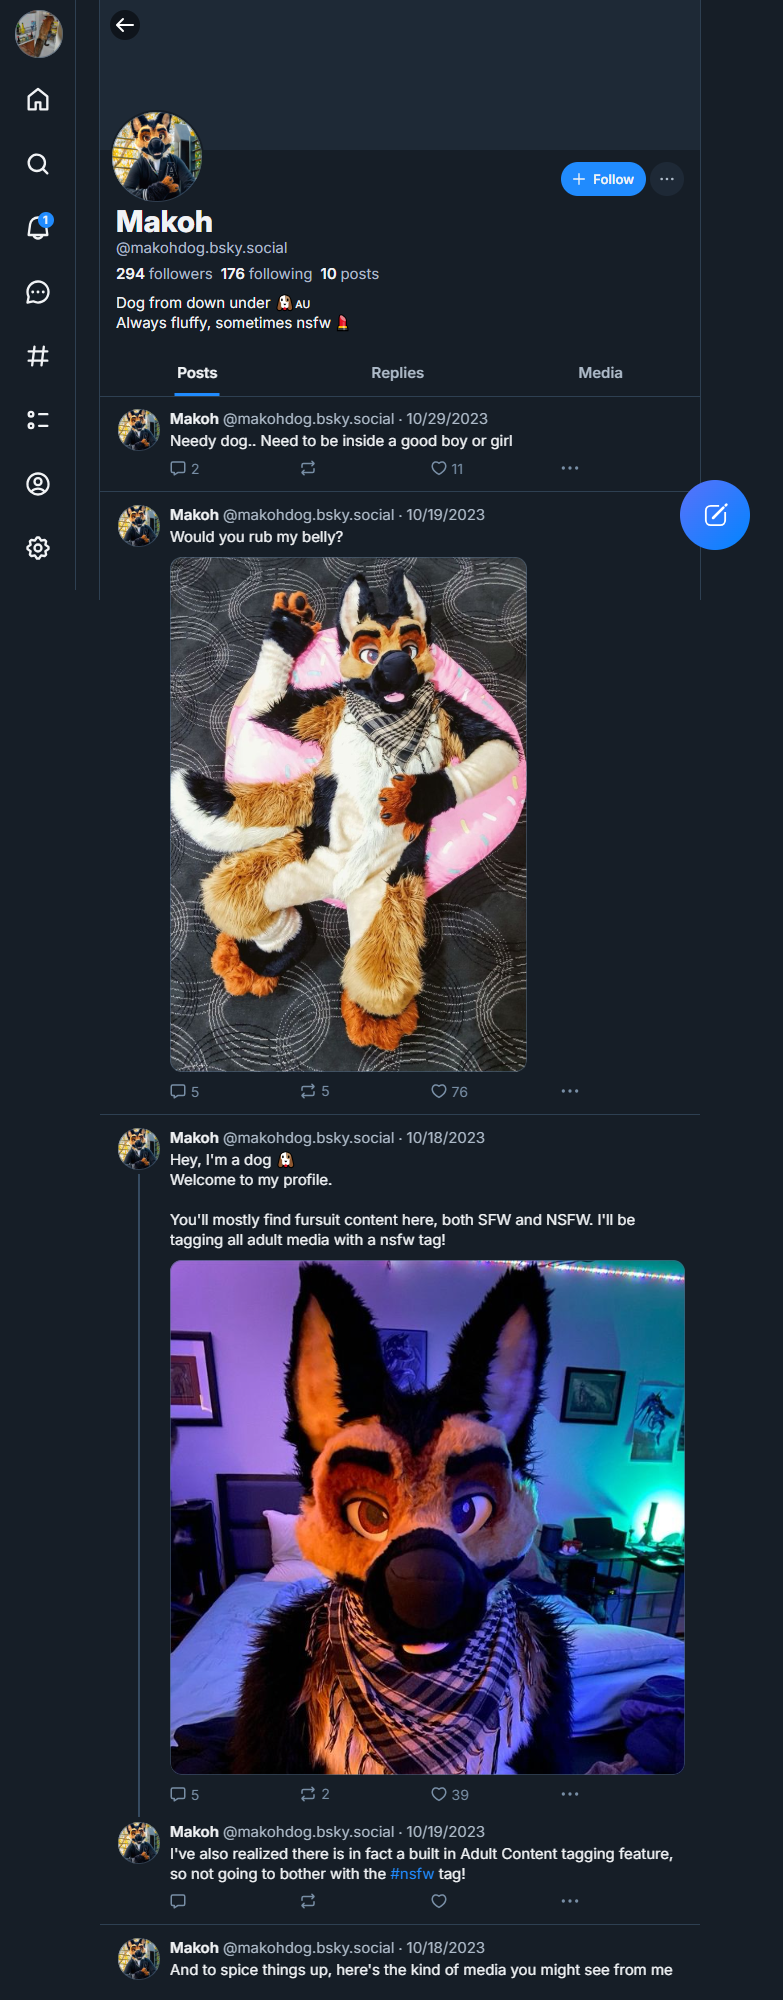 1
+ Follow
Makoh
@makohdog.bsky.social
294 followers 176 following 10 posts
Dog from down under 🐶 AU
Always fluffy, sometimes nsfw 💄
Posts Replies Media
Makoh @makohdog.bsky.social · 10/29/2023
Needy dog.. Need to be inside a good boy or girl
2 11
Makoh @makohdog.bsky.social · 10/19/2023
Would you rub my belly?
5 5 76
Makoh @makohdog.bsky.social · 10/18/2023
Hey, I'm a dog 🐶
Welcome to my profile.
You'll mostly find fursuit content here, both SFW and NSFW. I'll be
tagging all adult media with a nsfw tag!
5 2 39
Makoh @makohdog.bsky.social · 10/19/2023
I've also realized there is in fact a built in Adult Content tagging feature,
so not going to bother with the #nsfw tag!
Makoh @makohdog.bsky.social · 10/18/2023
And to spice things up, here's the kind of media you might see from me